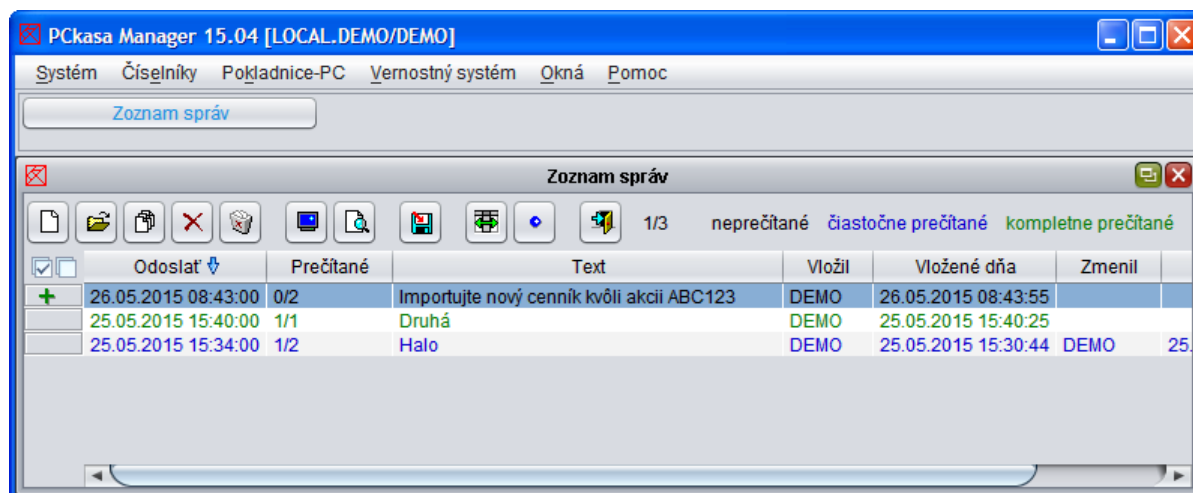 PCkasa Manager 15.04 [LOCAL.DEMO/DEMO]
Systém Číselníky Pokladnice-PC Vernostný systém Okná Pomoc
Zoznam správ
Zoznam správ
1/3 neprečítané čiastočne prečítané kompletne prečítané
Odoslať Prečítané Text Vložil Vložené dňa Zmenil
26.05.2015 08:43:00 0/2 Importujte nový cenník kvôli akcii ABC123 DEMO 26.05.2015 08:43:55
25.05.2015 15:40:00 1/1 Druhá DEMO 25.05.2015 15:40:25
25.05.2015 15:34:00 1/2 Halo DEMO 25.05.2015 15:30:44 DEMO 25.